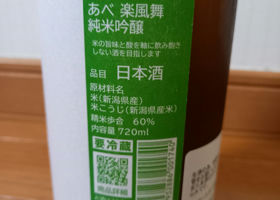 あべ 楽風舞
純米吟醸
米の旨味と酸を軸に飲み飽き
しない酒を目指します
品目 日本酒
原材料名
米(新潟県産)
米こうじ(新潟県産米)
精米歩合 60%
内容量 720ml
要冷蔵
商品詳細